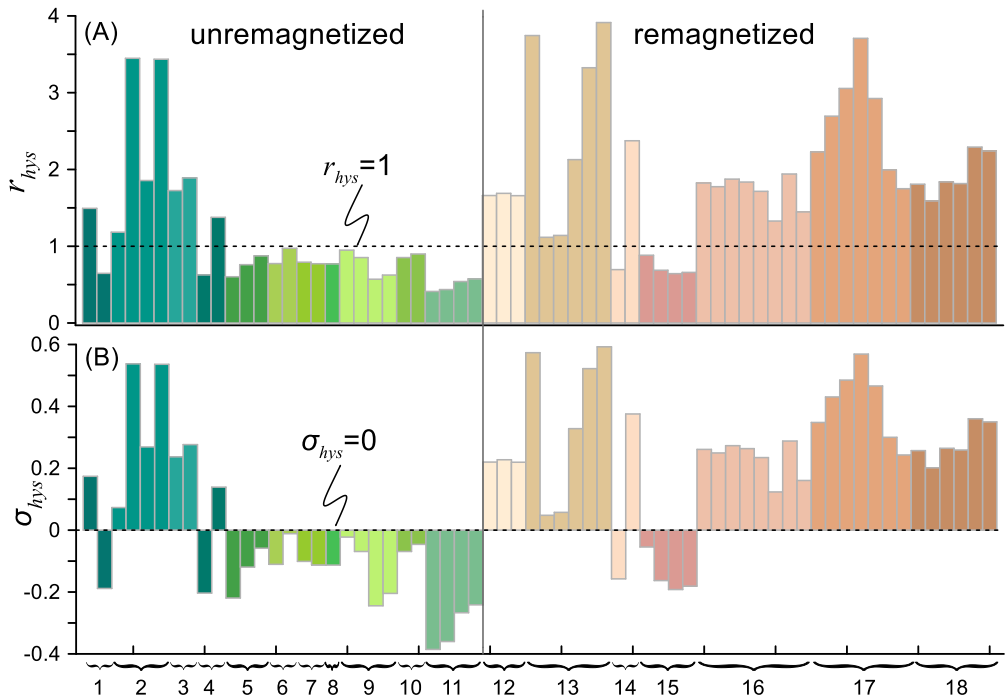 (A)
unremagnetized
remagnetized
4
3
2
1
0
r_hys
r_hys=1
(B)
0.6
0.4
0.2
0
-0.2
-0.4
σ_hys
σ_hys=0
1 2 3 4 5 6 7 8 9 10 11 12 13 14 15 16 17 18